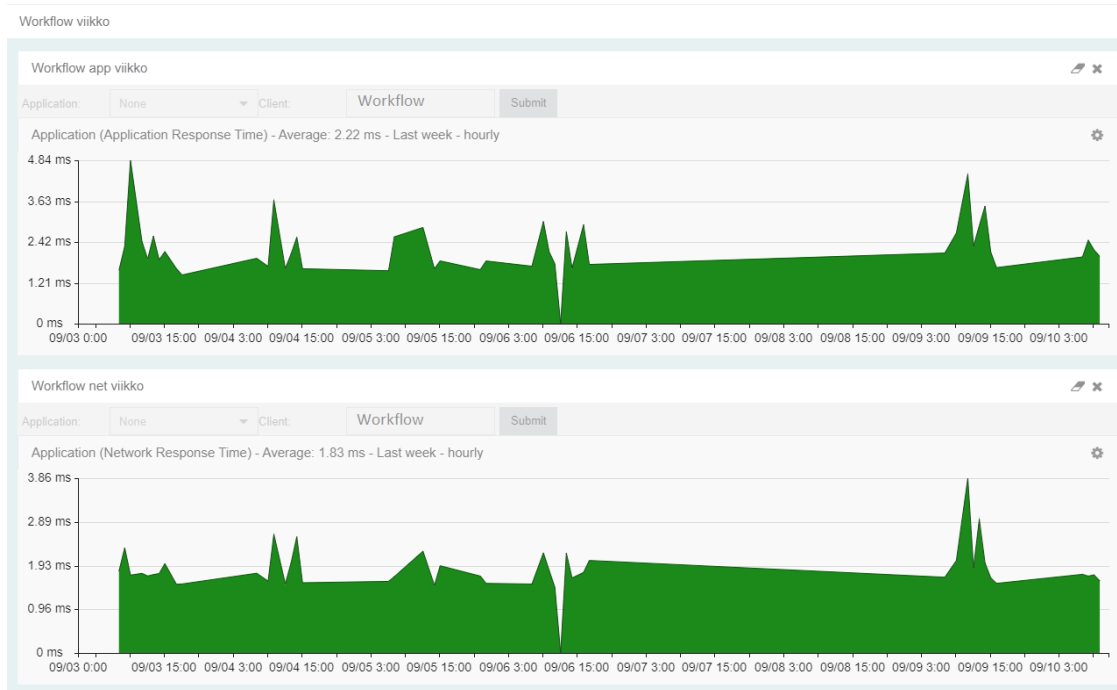 Workflow viikko
Workflow app viikko
Application: None Client: Workflow Submit
Application (Application Response Time) - Average: 2.22 ms - Last week - hourly
4.84 ms
3.63 ms
2.42 ms
1.21 ms
0 ms
09/03 0:00 09/03 15:00 09/04 3:00 09/04 15:00 09/05 3:00 09/05 15:00 09/06 3:00 09/06 15:00 09/07 3:00 09/07 15:00 09/08 3:00 09/08 15:00 09/09 3:00 09/09 15:00 09/10 3:00
Workflow net viikko
Application: None Client: Workflow Submit
Application (Network Response Time) - Average: 1.83 ms - Last week - hourly
3.86 ms
2.89 ms
1.93 ms
0.96 ms
0 ms
09/03 0:00 09/03 15:00 09/04 3:00 09/04 15:00 09/05 3:00 09/05 15:00 09/06 3:00 09/06 15:00 09/07 3:00 09/07 15:00 09/08 3:00 09/08 15:00 09/09 3:00 09/09 15:00 09/10 3:00